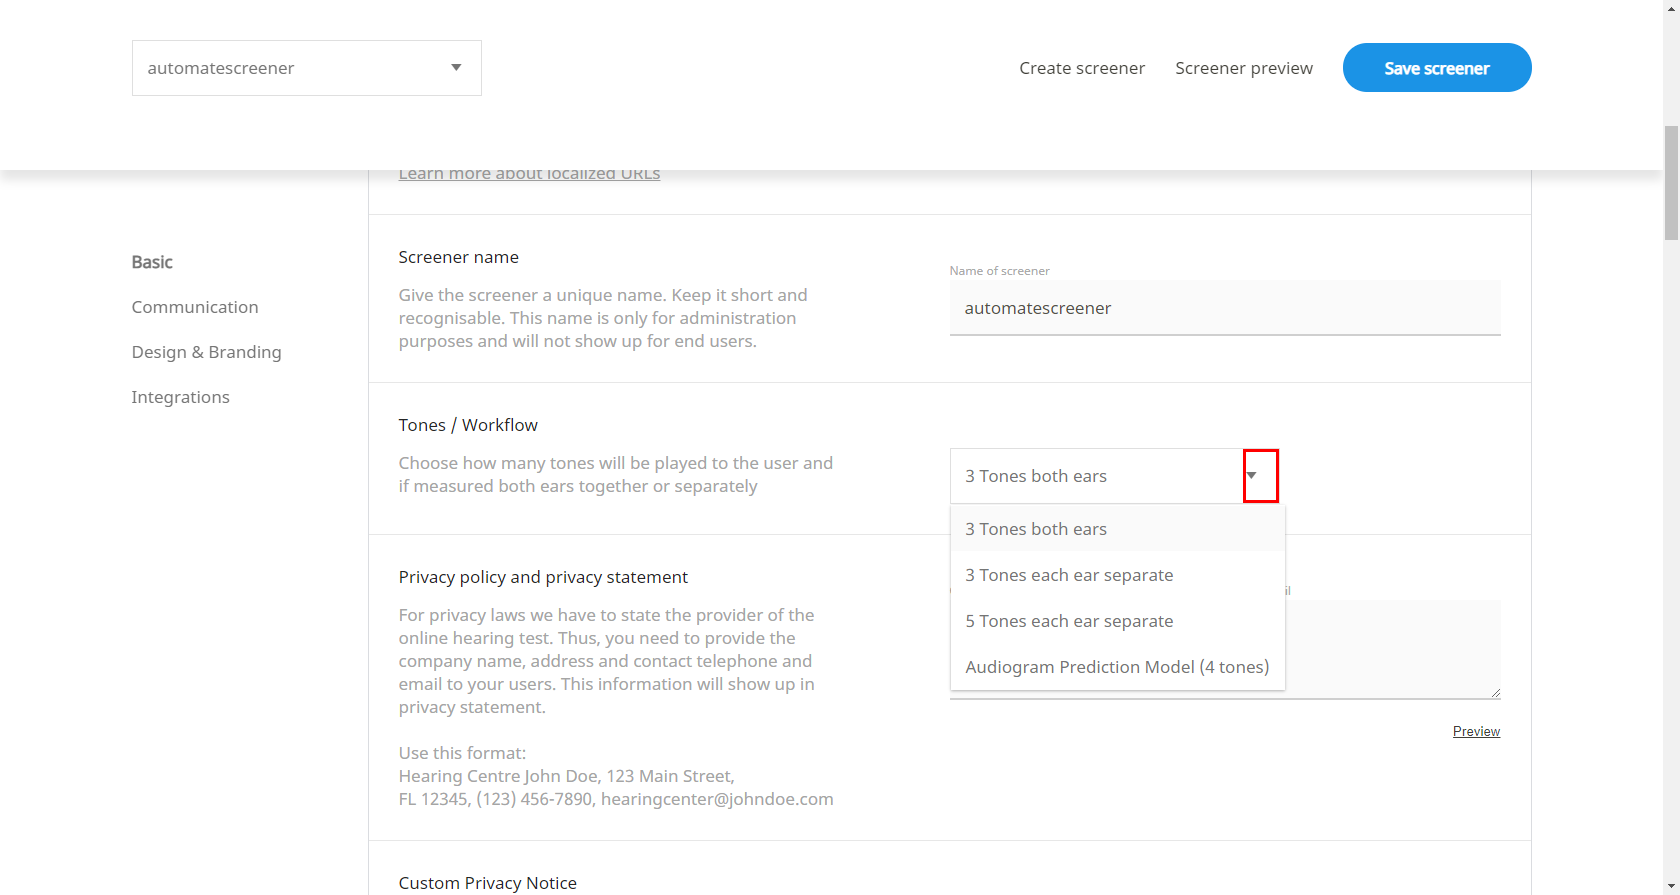 automatescreener
Create screener
Screener preview
Save screener
Learn more about localized URLs
Basic
Communication
Design & Branding
Integrations
Screener name
Give the screener a unique name. Keep it short and
recognisable. This name is only for administration
purposes and will not show up for end users.
Name of screener
automatescreener
Tones / Workflow
Choose how many tones will be played to the user and
if measured both ears together or separately
3 Tones both ears
3 Tones both ears
3 Tones each ear separate
5 Tones each ear separate
Audiogram Prediction Model (4 tones)
Privacy policy and privacy statement
For privacy laws we have to state the provider of the
online hearing test. Thus, you need to provide the
company name, address and contact telephone and
email to your users. This information will show up in
privacy statement.
Use this format:
Hearing Centre John Doe, 123 Main Street,
FL 12345, (123) 456-7890, hearingcenter@johndoe.com
Preview
Custom Privacy Notice